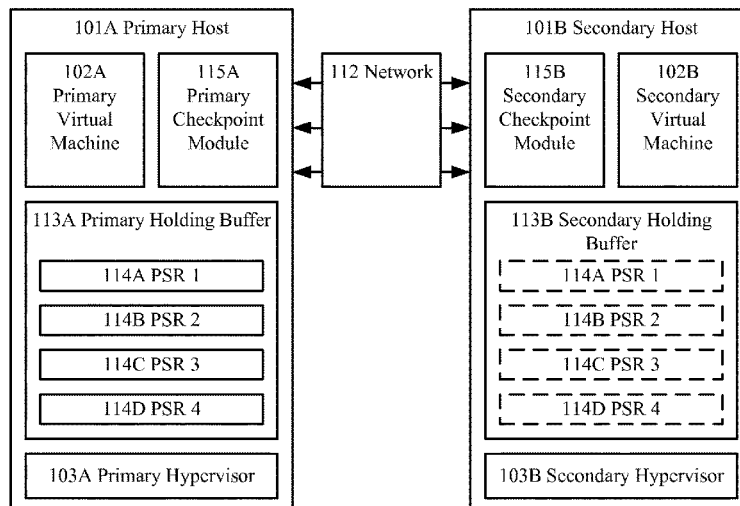 101A Primary Host
102A
Primary
Virtual
Machine
115A
Primary
Checkpoint
Module
113A Primary Holding Buffer
114A PSR 1
114B PSR 2
114C PSR 3
114D PSR 4
103A Primary Hypervisor
112 Network
101B Secondary Host
115B
Secondary
Checkpoint
Module
102B
Secondary
Virtual
Machine
113B Secondary Holding
Buffer
114A PSR 1
114B PSR 2
114C PSR 3
114D PSR 4
103B Secondary Hypervisor